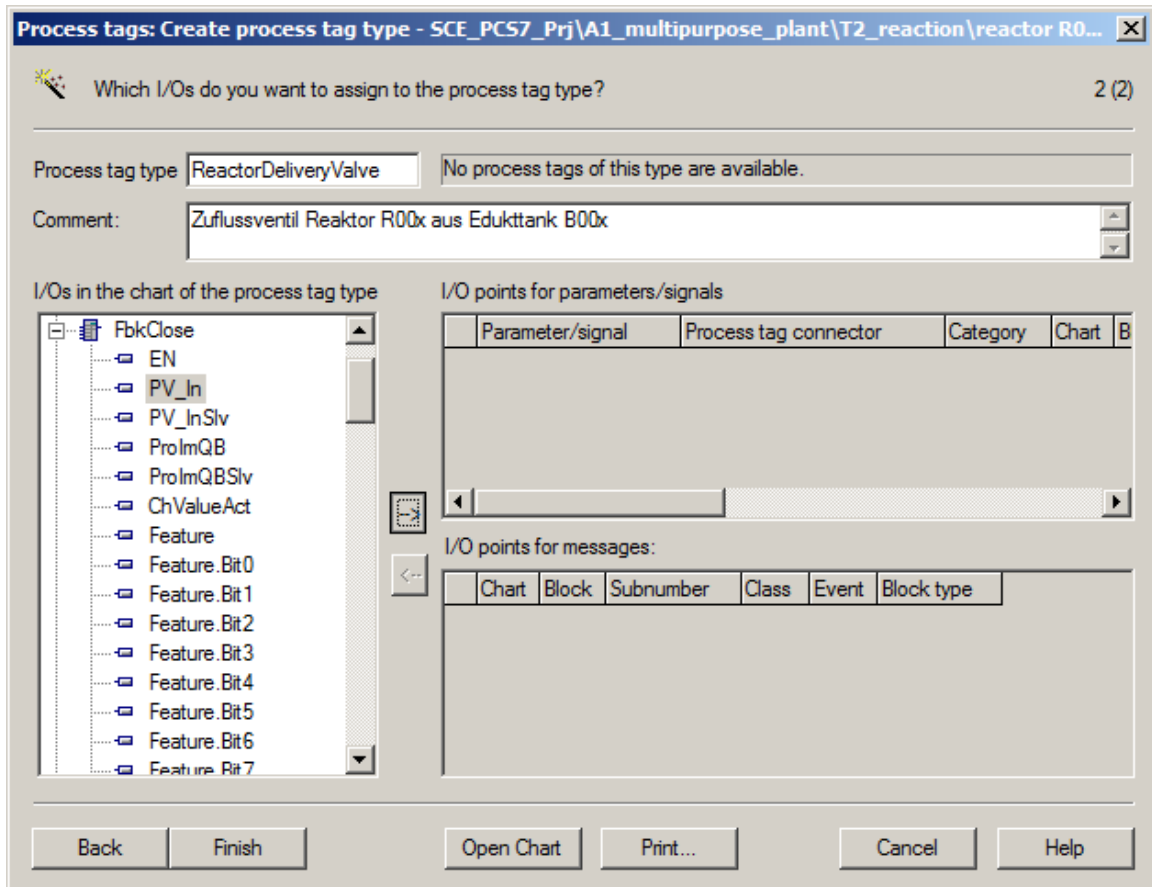 Process tags: Create process tag type - SCE_PCS7_Prj\A1_multipurpose_plant\T2_reaction\reactor R0...
Which I/Os do you want to assign to the process tag type?
2 (2)
Process tag type
ReactorDeliveryValve
No process tags of this type are available.
Comment:
Zuflussventil Reaktor R00x aus Edukttank B00x
I/Os in the chart of the process tag type
FbkClose
EN
PV_In
PV_InSlv
ProImQB
ProImQBSlv
ChValueAct
Feature
Feature.Bit0
Feature.Bit1
Feature.Bit2
Feature.Bit3
Feature.Bit4
Feature.Bit5
Feature.Bit6
Feature.Bit7
-->
<--
I/O points for parameters/signals
Parameter/signal Process tag connector Category Chart B
I/O points for messages:
Chart Block Subnumber Class Event Block type
Back Finish Open Chart Print... Cancel Help